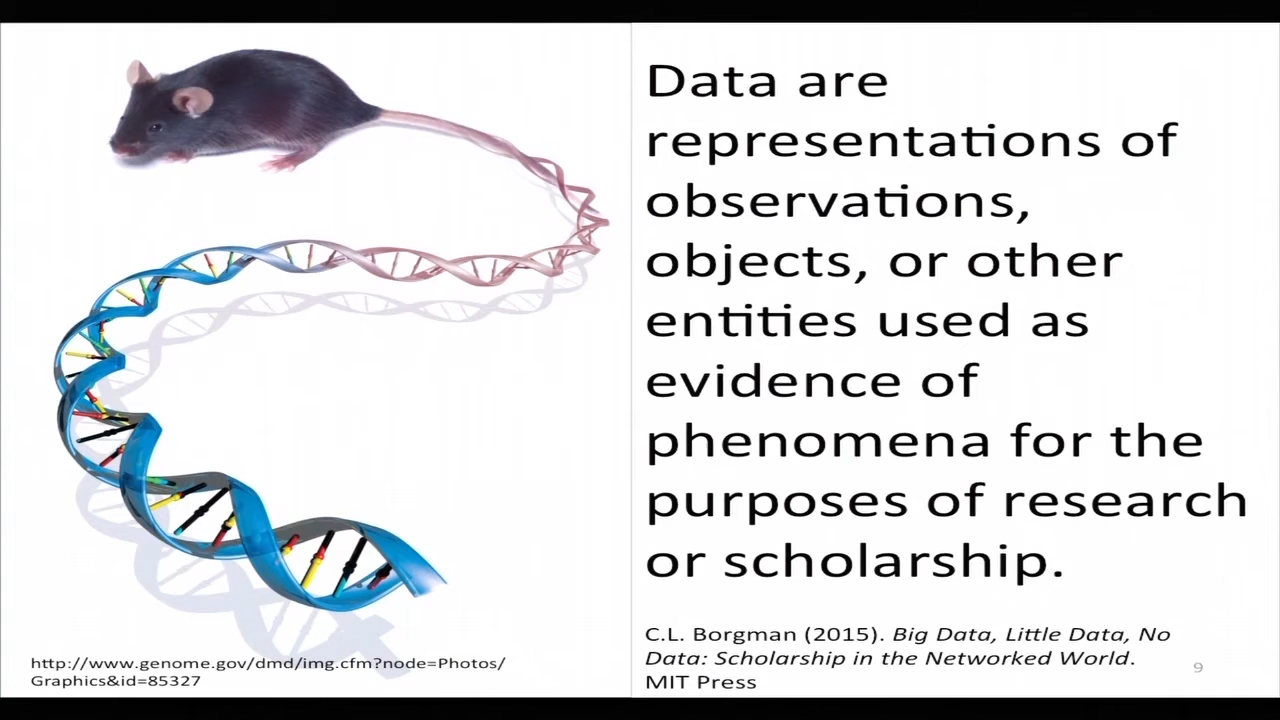 Data are
representations of
observations,
objects, or other
entities used as
evidence of
phenomena for the
purposes of research
or scholarship.
C.L. Borgman (2015). Big Data, Little Data, No
Data: Scholarship in the Networked World.
MIT Press
http://www.genome.gov/dmd/img.cfm?node=Photos/
Graphics&id=85327
9